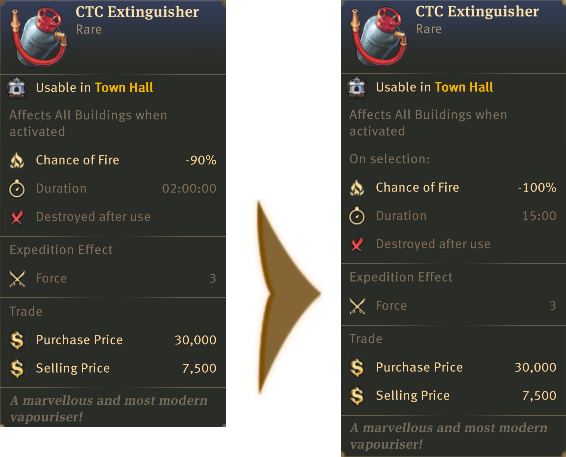 CTC Extinguisher
Rare
Usable in Town Hall
Affects All Buildings when
activated
Chance of Fire -90%
Duration 02:00:00
Destroyed after use
Expedition Effect
Force 3
Trade
Purchase Price 30,000
Selling Price 7,500
A marvellous and most modern
vapouriser!
CTC Extinguisher
Rare
Usable in Town Hall
Affects All Buildings when
activated
On selection:
Chance of Fire -100%
Duration 15:00
Destroyed after use
Expedition Effect
Force 3
Trade
Purchase Price 30,000
Selling Price 7,500
A marvellous and most modern
vapouriser!